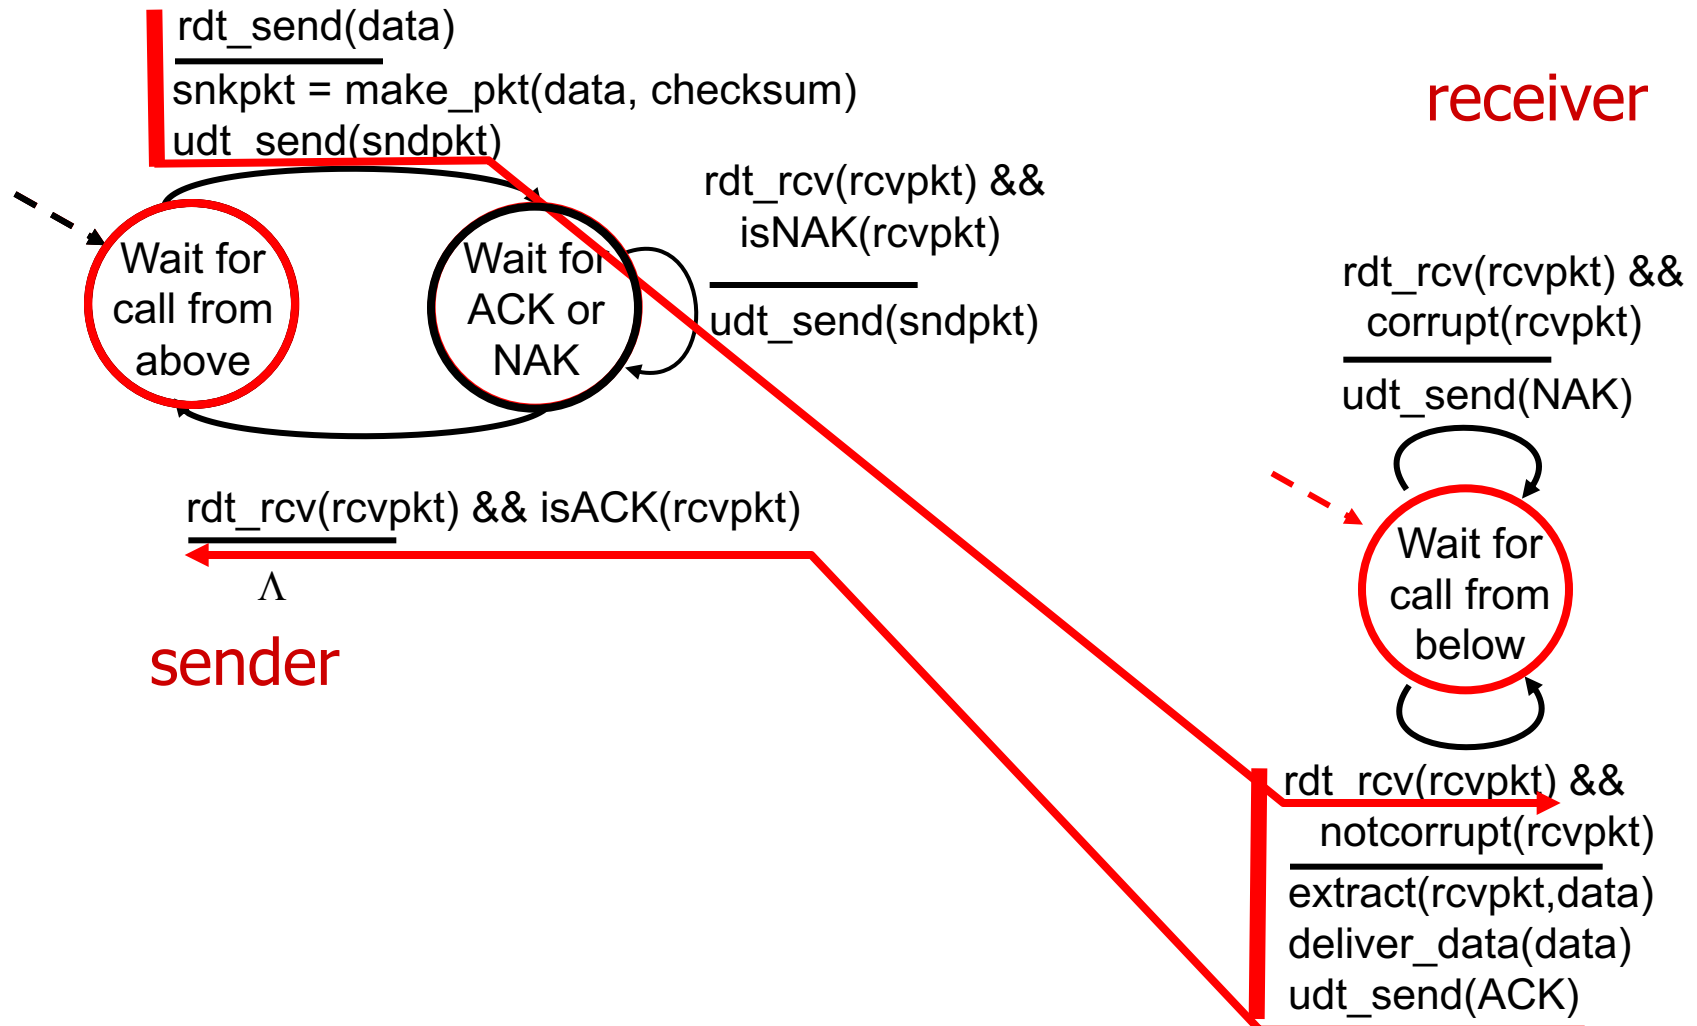 rdt_send(data)
snkpkt = make_pkt(data, checksum)
udt_send(sndpkt)
receiver
rdt_rcv(rcvpkt) &&
isNAK(rcvpkt)
udt_send(sndpkt)
Wait for
call from
above
Wait for
ACK or
NAK
rdt_rcv(rcvpkt) &&
corrupt(rcvpkt)
udt_send(NAK)
rdt_rcv(rcvpkt) && isACK(rcvpkt)
Λ
sender
Wait for
call from
below
rdt_rcv(rcvpkt) &&
notcorrupt(rcvpkt)
extract(rcvpkt,data)
deliver_data(data)
udt_send(ACK)